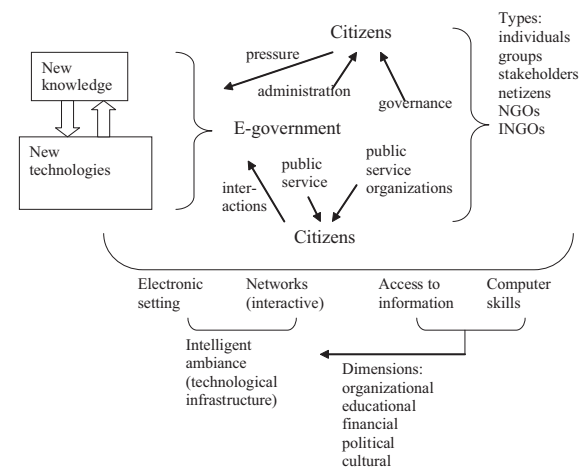 Citizens
Types:
individuals
groups
stakeholders
netizens
NGOs
INGOs
New
knowledge
pressure
administration
governance
E-government
New
technologies
public
service
public
service
organizations
inter-
actions
Citizens
Electronic
setting
Networks
(interactive)
Access to
information
Computer
skills
Intelligent
ambiance
(technological
infrastructure)
Dimensions:
organizational
educational
financial
political
cultural